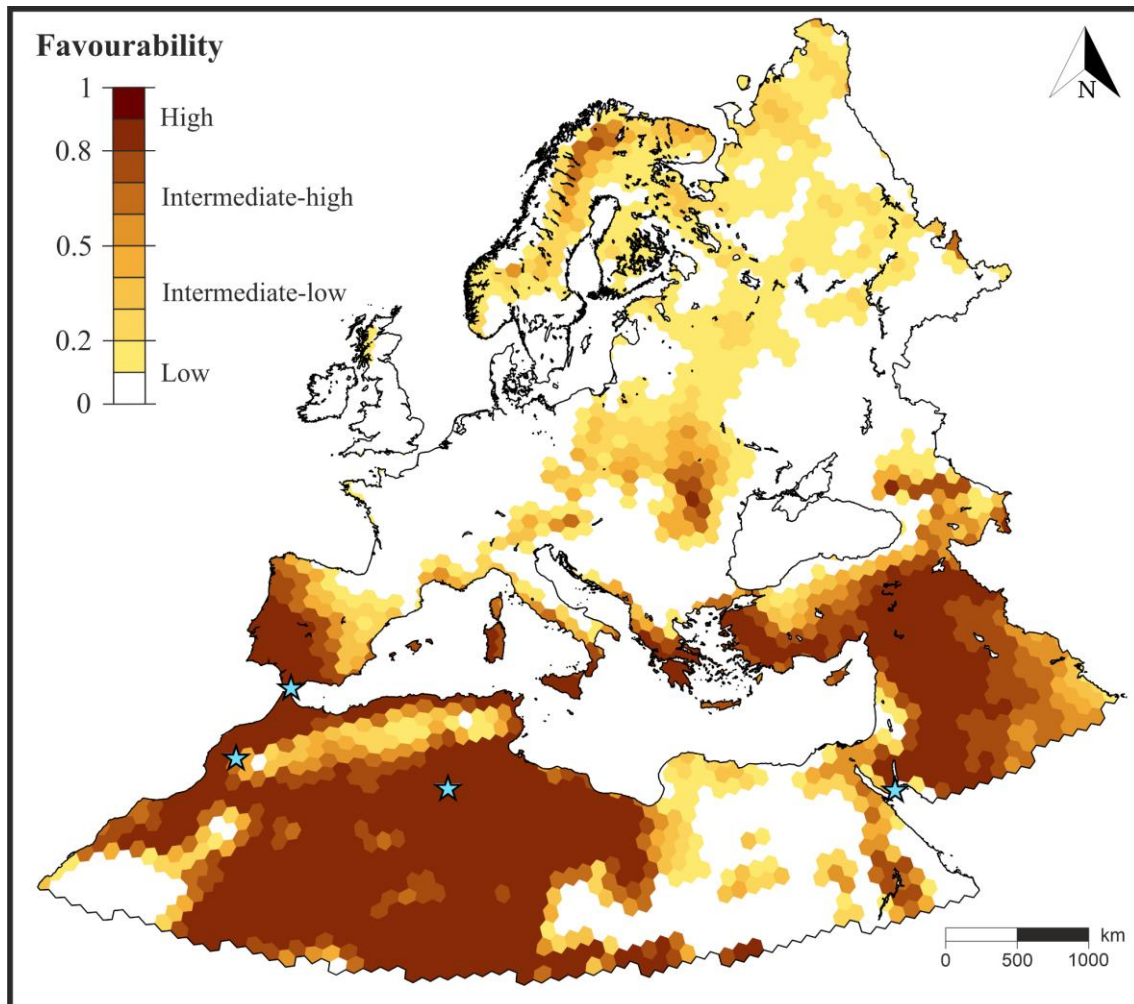 Favourability
1
High
0.8
Intermediate-high
0.5
Intermediate-low
0.2
Low
0
N
km
0 500 1000